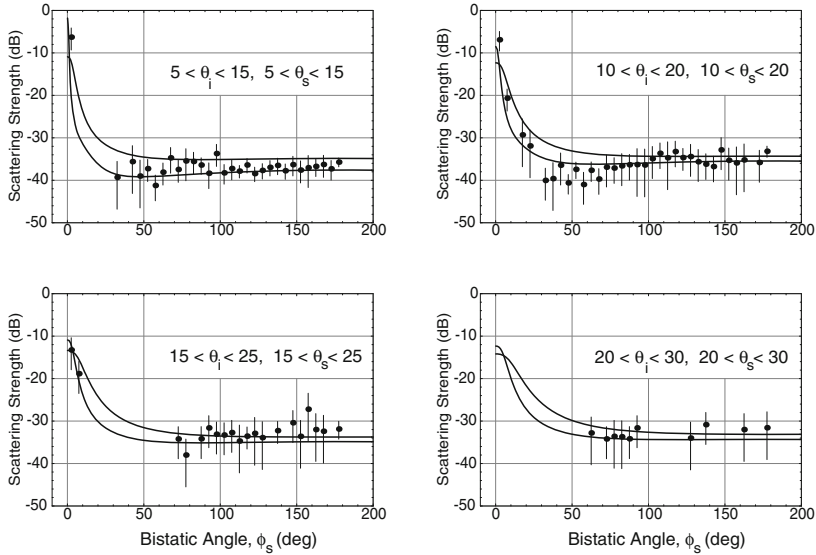 0
-10
-20
-30
-40
-50
Scattering Strength (dB)
5 < θi < 15, 5 < θs < 15
0 50 100 150 200
0
-10
-20
-30
-40
-50
Scattering Strength (dB)
10 < θi < 20, 10 < θs < 20
0 50 100 150 200
0
-10
-20
-30
-40
-50
Scattering Strength (dB)
15 < θi < 25, 15 < θs < 25
0 50 100 150 200
Bistatic Angle, ϕs (deg)
0
-10
-20
-30
-40
-50
Scattering Strength (dB)
20 < θi < 30, 20 < θs < 30
0 50 100 150 200
Bistatic Angle, ϕs (deg)